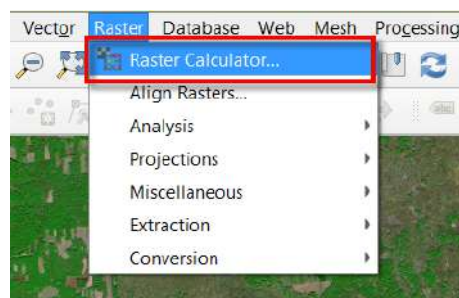 Vector Raster Database Web Mesh Processing
Raster Calculator...
Align Rasters...
Analysis
Projections
Miscellaneous
Extraction
Conversion